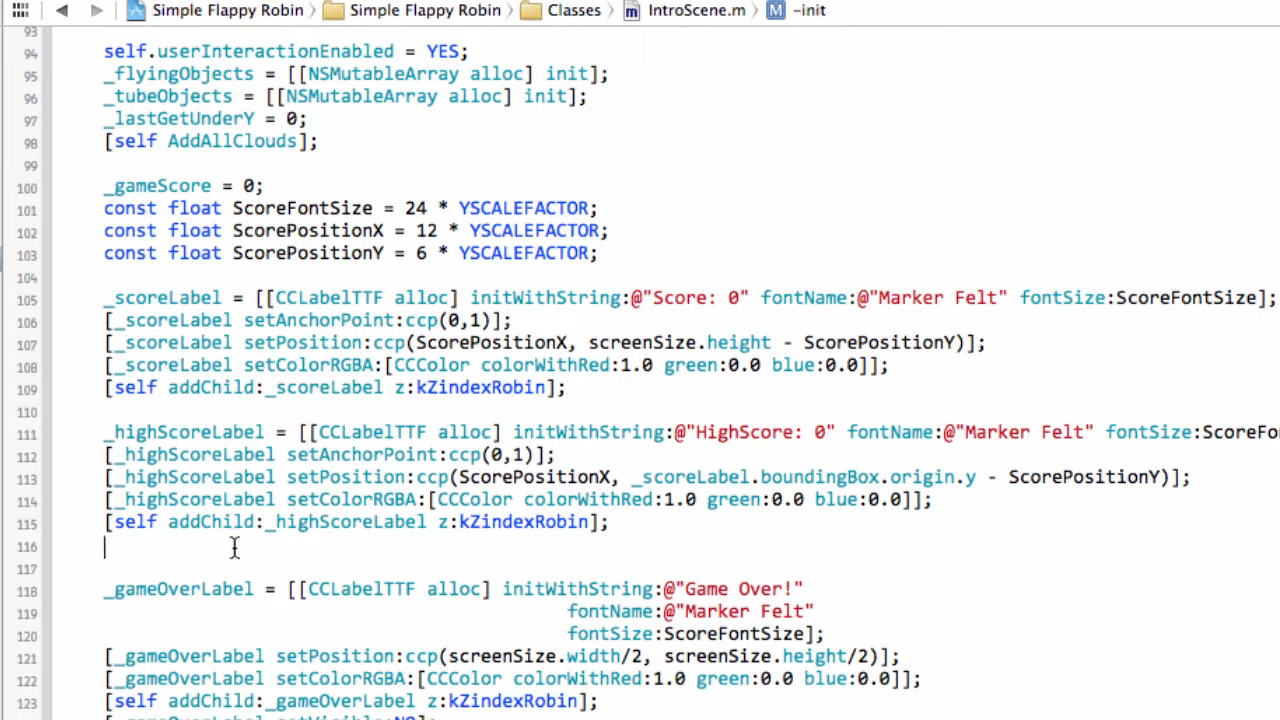 Simple Flappy Robin Simple Flappy Robin Classes m IntroScene.m M -init
93
94 self.userInteractionEnabled = YES;
95 _flyingObjects = [[NSMutableArray alloc] init];
96 _tubeObjects = [[NSMutableArray alloc] init];
97 _lastGetUnderY = 0;
98 [self AddAllClouds];
99
100 _gameScore = 0;
101 const float ScoreFontSize = 24 * YSCALEFACTOR;
102 const float ScorePositionX = 12 * YSCALEFACTOR;
103 const float ScorePositionY = 6 * YSCALEFACTOR;
104
105 _scoreLabel = [[CCLabelTTF alloc] initWithString:@"Score: 0" fontName:@"Marker Felt" fontSize:ScoreFontSize];
106 [_scoreLabel setAnchorPoint:ccp(0,1)];
107 [_scoreLabel setPosition:ccp(ScorePositionX, screenSize.height - ScorePositionY)];
108 [_scoreLabel setColorRGBA:[CCColor colorWithRed:1.0 green:0.0 blue:0.0]];
109 [self addChild:_scoreLabel z:kZindexRobin];
110
111 _highScoreLabel = [[CCLabelTTF alloc] initWithString:@"HighScore: 0" fontName:@"Marker Felt" fontSize:ScoreFo
112 [_highScoreLabel setAnchorPoint:ccp(0,1)];
113 [_highScoreLabel setPosition:ccp(ScorePositionX, _scoreLabel.boundingBox.origin.y - ScorePositionY)];
114 [_highScoreLabel setColorRGBA:[CCColor colorWithRed:1.0 green:0.0 blue:0.0]];
115 [self addChild:_highScoreLabel z:kZindexRobin];
116
117
118 _gameOverLabel = [[CCLabelTTF alloc] initWithString:@"Game Over!"
119 fontName:@"Marker Felt"
120 fontSize:ScoreFontSize];
121 [_gameOverLabel setPosition:ccp(screenSize.width/2, screenSize.height/2)];
122 [_gameOverLabel setColorRGBA:[CCColor colorWithRed:1.0 green:0.0 blue:0.0]];
123 [self addChild:_gameOverLabel z:kZindexRobin];